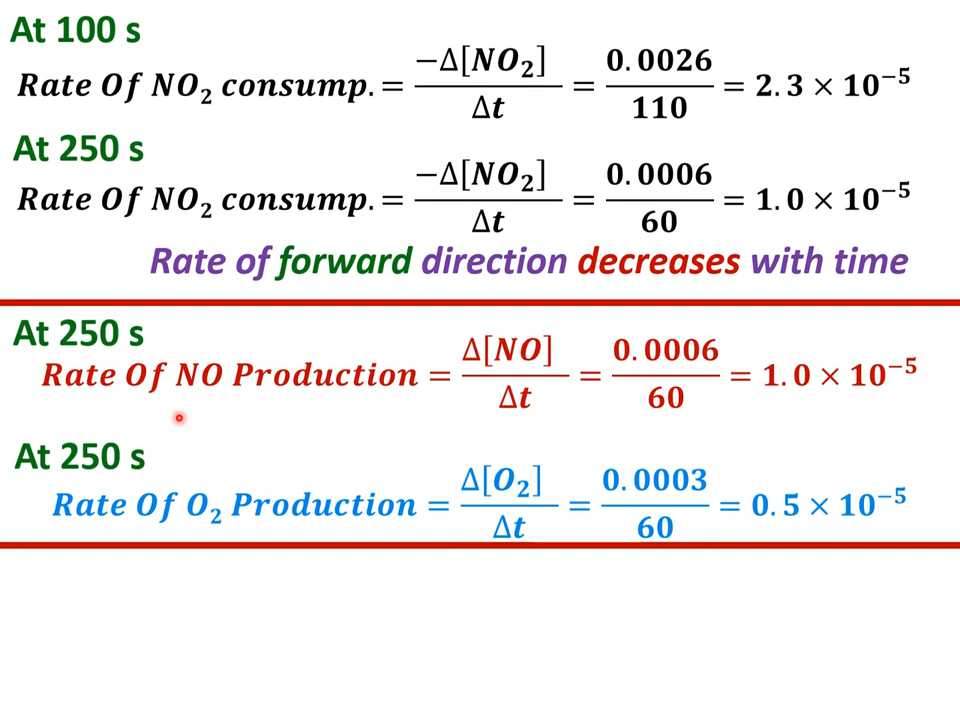 At 100 s
Rate Of NO₂ consump. = −Δ[NO₂]/Δt = 0.0026/110 = 2.3 × 10⁻⁵
At 250 s
Rate Of NO₂ consump. = −Δ[NO₂]/Δt = 0.0006/60 = 1.0 × 10⁻⁵
Rate of forward direction decreases with time
At 250 s
Rate Of NO Production = Δ[NO]/Δt = 0.0006/60 = 1.0 × 10⁻⁵
At 250 s
Rate Of O₂ Production = Δ[O₂]/Δt = 0.0003/60 = 0.5 × 10⁻⁵